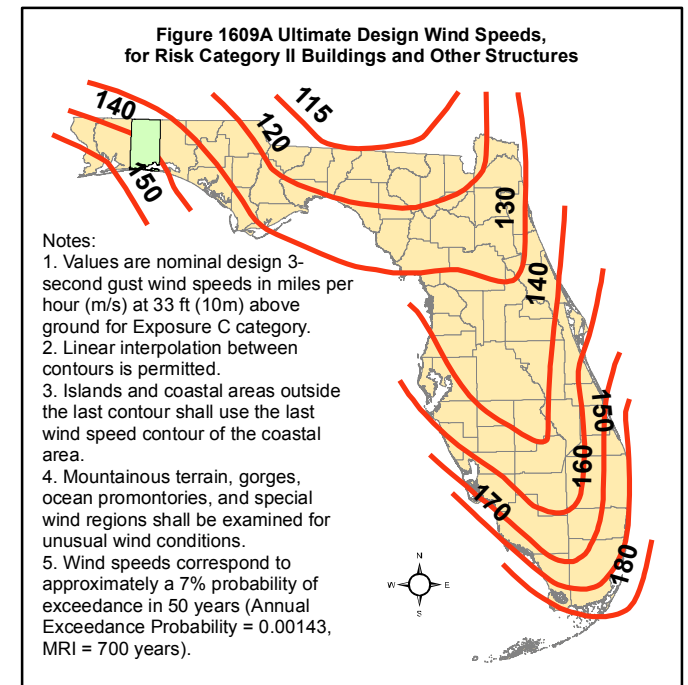 Figure 1609A Ultimate Design Wind Speeds,
for Risk Category II Buildings and Other Structures
115
140
120
150
130
140
Notes:
1. Values are nominal design 3-
second gust wind speeds in miles per
hour (m/s) at 33 ft (10m) above
ground for Exposure C category.
2. Linear interpolation between
contours is permitted.
3. Islands and coastal areas outside
the last contour shall use the last
wind speed contour of the coastal
area.
4. Mountainous terrain, gorges,
ocean promontories, and special
wind regions shall be examined for
unusual wind conditions.
5. Wind speeds correspond to
approximately a 7% probability of
exceedance in 50 years (Annual
Exceedance Probability = 0.00143,
MRI = 700 years).
150
160
170
180
N
W E
S